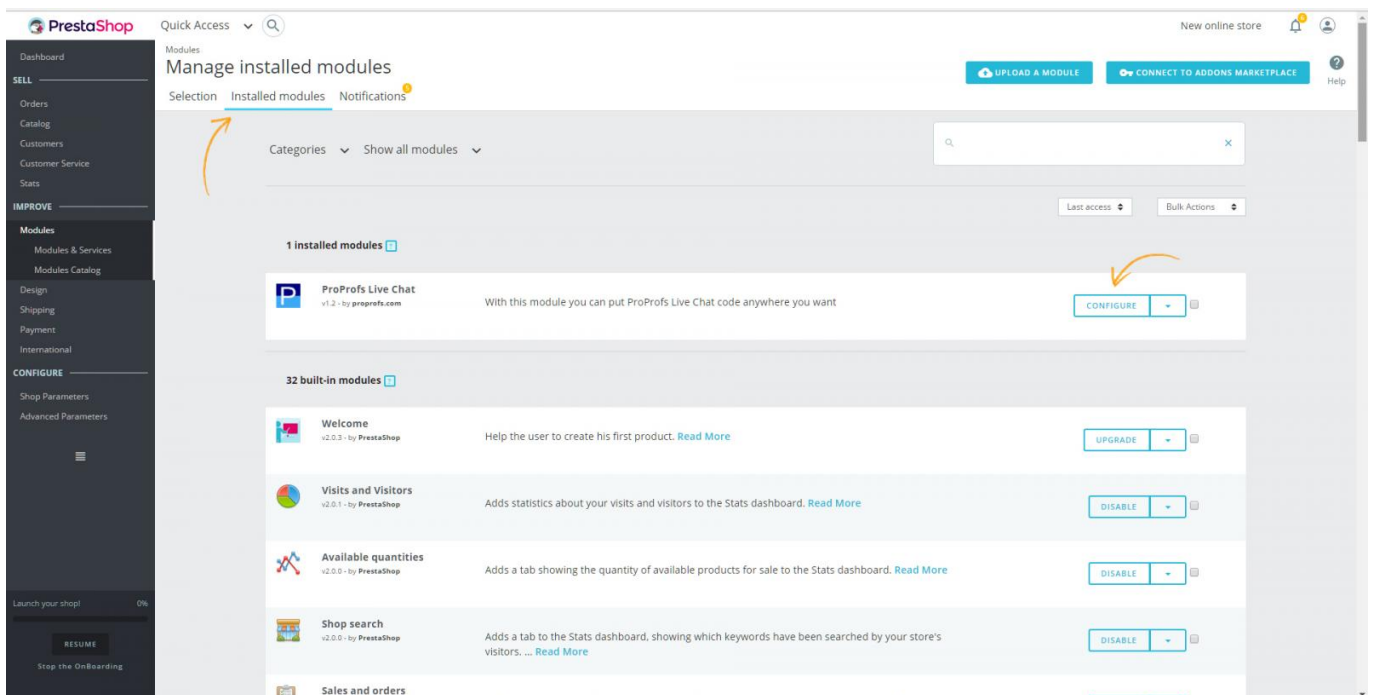 PrestaShop
Quick Access
New online store
Dashboard
SELL
Orders
Catalog
Customers
Customer Service
Stats
IMPROVE
Modules
Modules & Services
Modules Catalog
Design
Shipping
Payment
International
CONFIGURE
Shop Parameters
Advanced Parameters
Launch your shop! 0%
RESUME
Stop the OnBoarding
Modules
Manage installed modules
UPLOAD A MODULE
CONNECT TO ADDONS MARKETPLACE
Help
Selection Installed modules Notifications
Categories Show all modules
Last access Bulk Actions
1 installed modules
ProProfs Live Chat
v1.2 - by proprofs.com
With this module you can put ProProfs Live Chat code anywhere you want
CONFIGURE
32 built-in modules
Welcome
v2.0.3 - by PrestaShop
Help the user to create his first product. Read More
UPGRADE
Visits and Visitors
v2.0.1 - by PrestaShop
Adds statistics about your visits and visitors to the Stats dashboard. Read More
DISABLE
Available quantities
v2.0.0 - by PrestaShop
Adds a tab showing the quantity of available products for sale to the Stats dashboard. Read More
DISABLE
Shop search
v2.0.0 - by PrestaShop
Adds a tab to the Stats dashboard, showing which keywords have been searched by your store's
visitors. ... Read More
DISABLE
Sales and orders